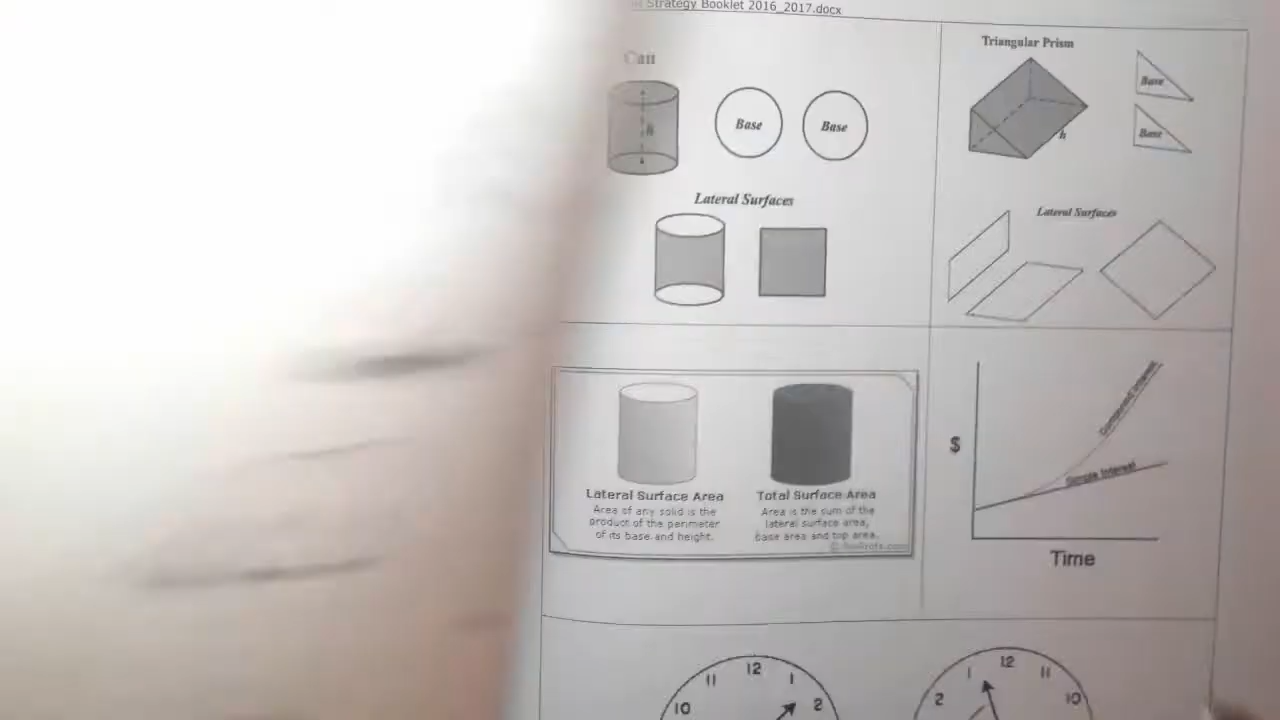 Strategy Booklet 2016_2017.docx
Can
h
Base
Base
Lateral Surfaces
Triangular Prism
Base
Base
h
Lateral Surfaces
Lateral Surface Area
Area of any solid is the
product of the perimeter
of its base and height.
Total Surface Area
Area is the sum of the
lateral surface area,
base area and top area.
$
Compound Interest
Simple Interest
Time
11 12 1
10 2
1 12 11
2 10